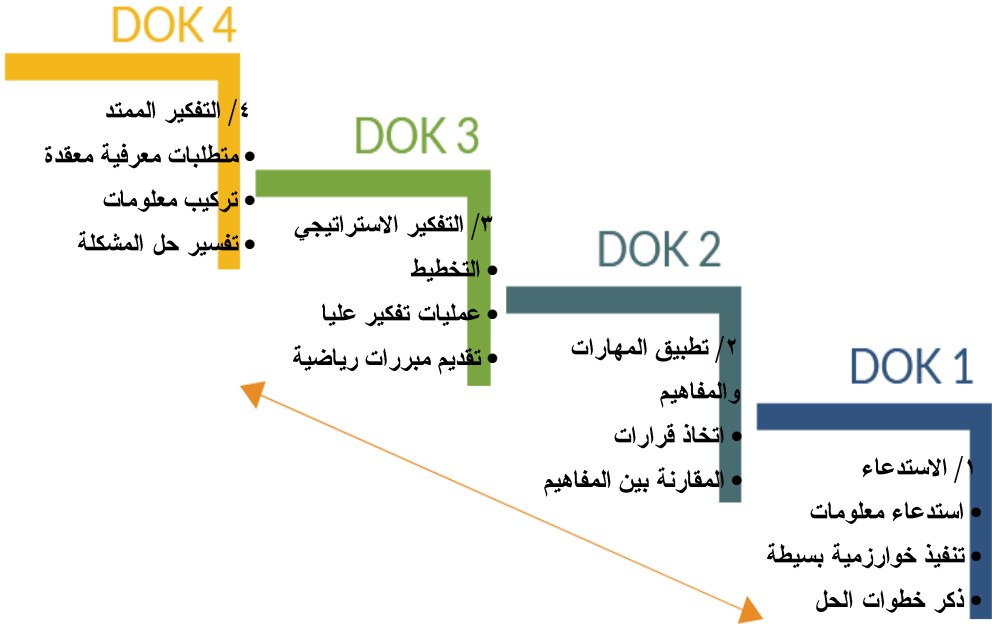 DOK 4
٤/ التفكير الممتد
• متطلبات معرفية معقدة
• تركيب معلومات
• تفسير حل المشكلة
DOK 3
٣/ التفكير الاستراتيجي
• التخطيط
• عمليات تفكير عليا
• تقديم مبررات رياضية
DOK 2
٢/ تطبيق المهارات
والمفاهيم
• اتخاذ قرارات
• المقارنة بين المفاهيم
DOK 1
١/ الاستدعاء
• استدعاء معلومات
• تنفيذ خوارزمية بسيطة
• ذكر خطوات الحل